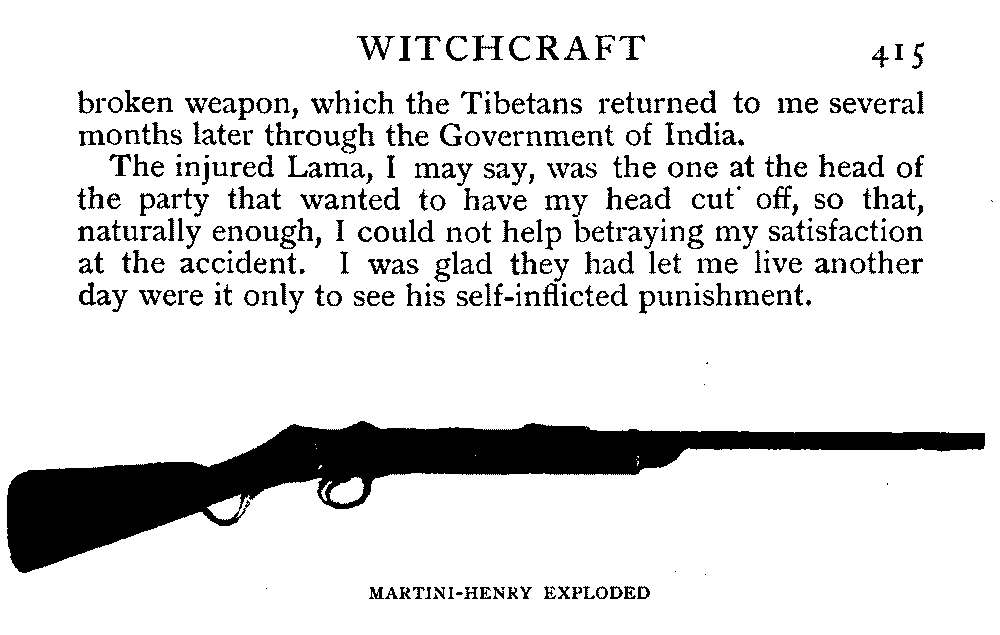 WITCHCRAFT 415
broken weapon, which the Tibetans returned to me several
months later through the Government of India.
The injured Lama, I may say, was the one at the head of
the party that wanted to have my head cut off, so that,
naturally enough, I could not help betraying my satisfaction
at the accident. I was glad they had let me live another
day were it only to see his self-inflicted punishment.
MARTINI-HENRY EXPLODED